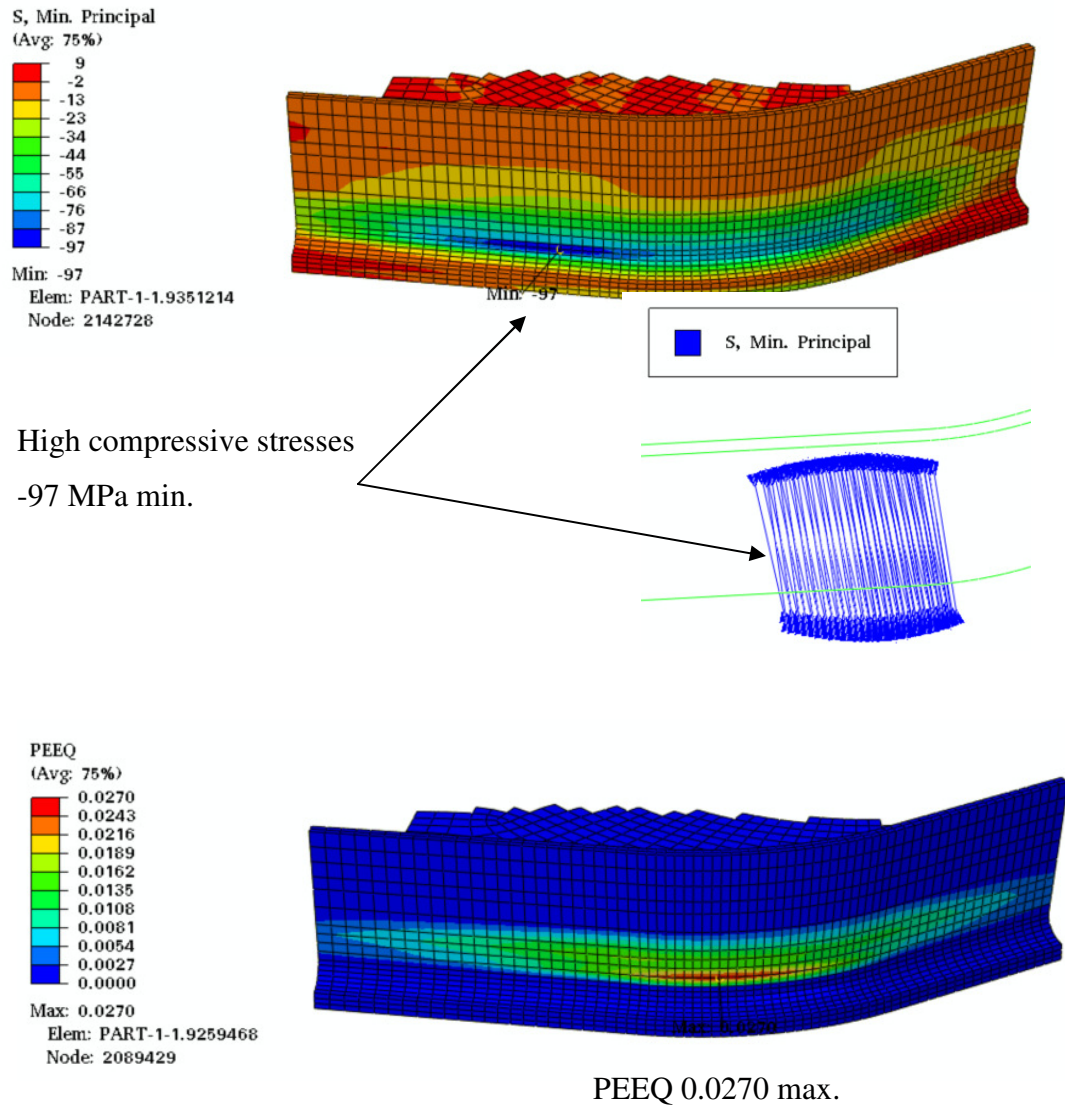 S, Min. Principal
(Avg: 75%)
9
-2
-13
-23
-34
-44
-55
-66
-76
-87
-97
Min: -97
Elem: PART-1-1.9351214
Node: 2142728
Min: -97
S, Min. Principal
High compressive stresses
-97 MPa min.
PEEQ
(Avg: 75%)
0.0270
0.0243
0.0216
0.0189
0.0162
0.0135
0.0108
0.0081
0.0054
0.0027
0.0000
Max: 0.0270
Elem: PART-1-1.9259468
Node: 2089429
Max: 0.0270
PEEQ 0.0270 max.